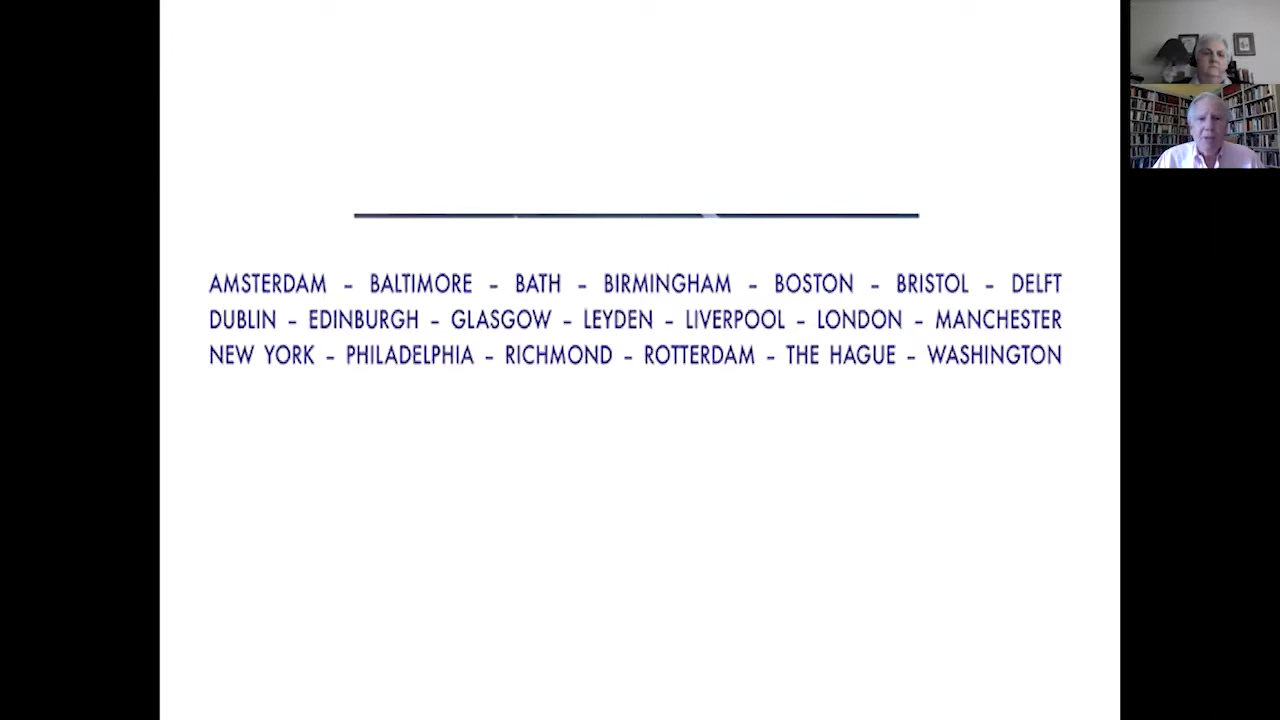 AMSTERDAM – BALTIMORE – BATH – BIRMINGHAM – BOSTON – BRISTOL – DELFT
DUBLIN – EDINBURGH – GLASGOW – LEYDEN – LIVERPOOL – LONDON – MANCHESTER
NEW YORK – PHILADELPHIA – RICHMOND – ROTTERDAM – THE HAGUE – WASHINGTON